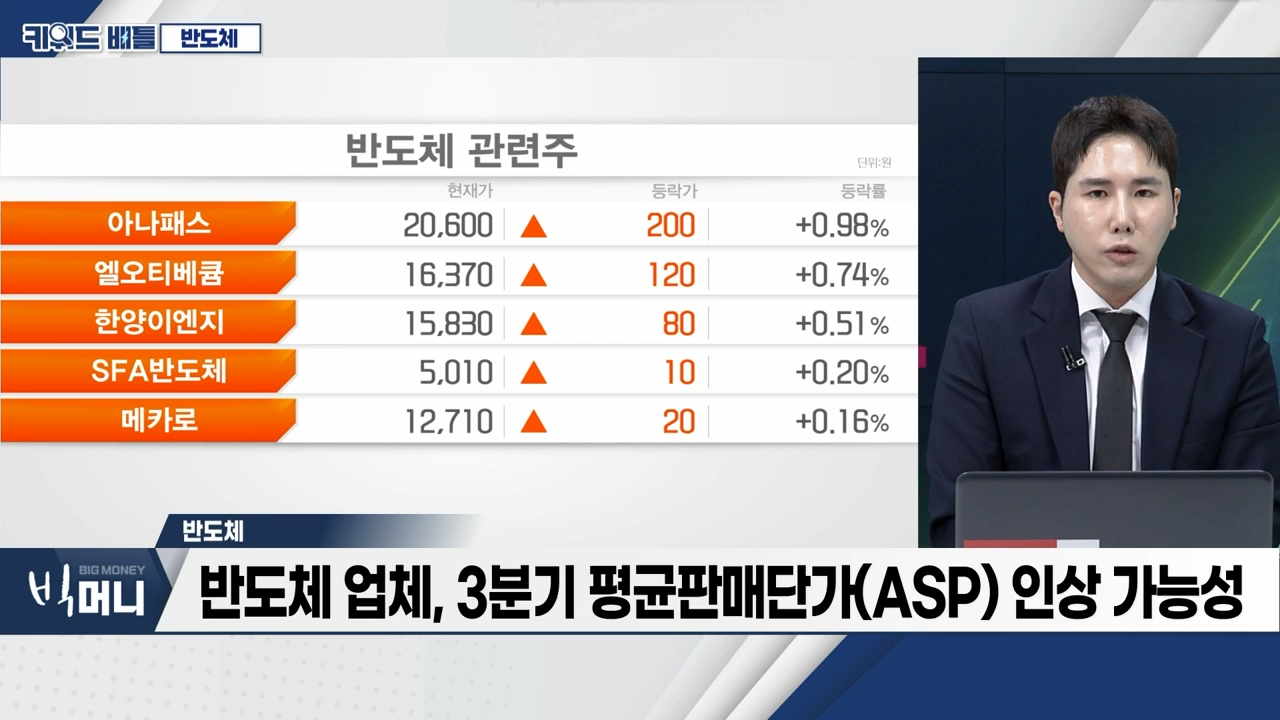 키워드 배틀 반도체
반도체 관련주
단위:원
현재가 등락가 등락률
아나패스 20,600 ▲ 200 +0.98%
엘오티베큠 16,370 ▲ 120 +0.74%
한양이엔지 15,830 ▲ 80 +0.51%
SFA반도체 5,010 ▲ 10 +0.20%
메카로 12,710 ▲ 20 +0.16%
반도체
BIG MONEY
빅머니
반도체 업체, 3분기 평균판매단가(ASP) 인상 가능성